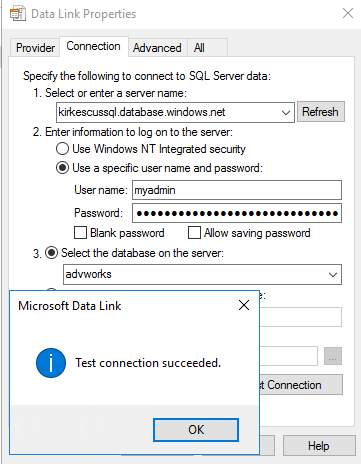 Data Link Properties
Provider Connection Advanced All
Specify the following to connect to SQL Server data:
1. Select or enter a server name:
kirkescussql.database.windows.net Refresh
2. Enter information to log on to the server:
Use Windows NT Integrated security
Use a specific user name and password:
User name: myadmin
Password:
Blank password Allow saving password
3. Select the database on the server:
advworks
Microsoft Data Link
Test connection succeeded.
...
Connection
OK
Help